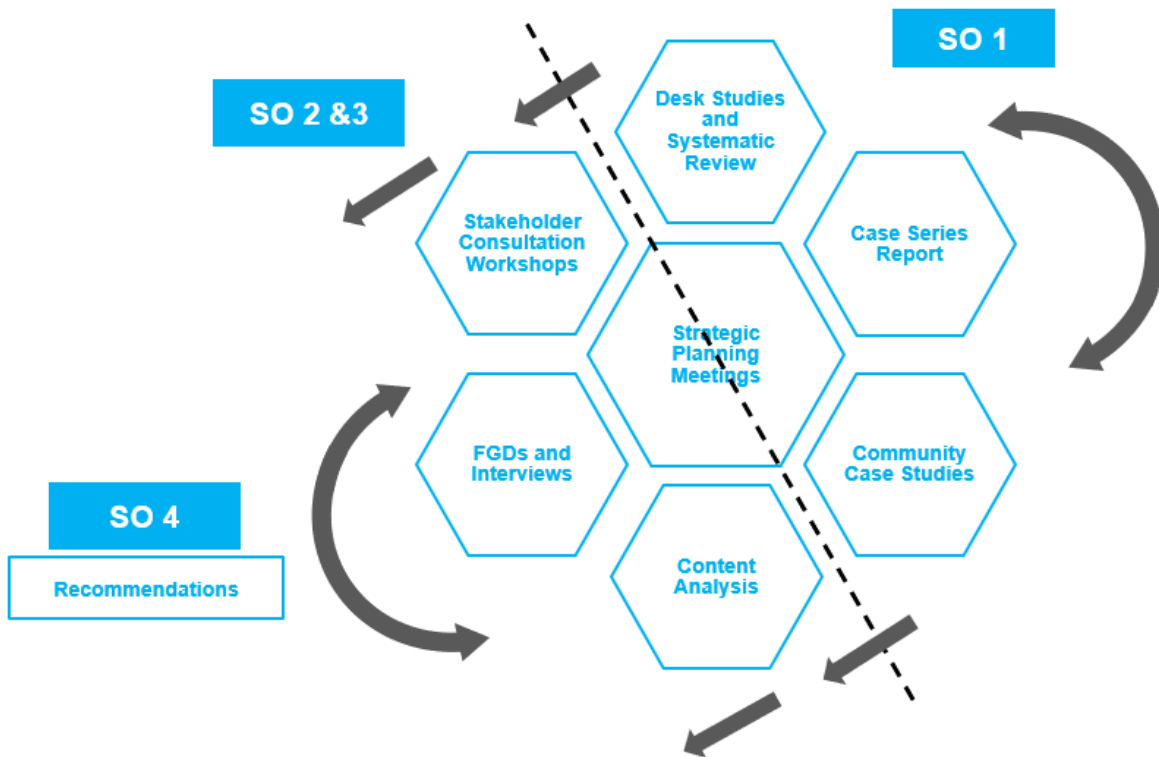 SO 1
SO 2 &3
Desk Studies
and
Systematic
Review
Stakeholder
Consultation
Workshops
Case Series
Report
Strategic
Planning
Meetings
FGDs and
Interviews
Community
Case Studies
SO 4
Recommendations
Content
Analysis